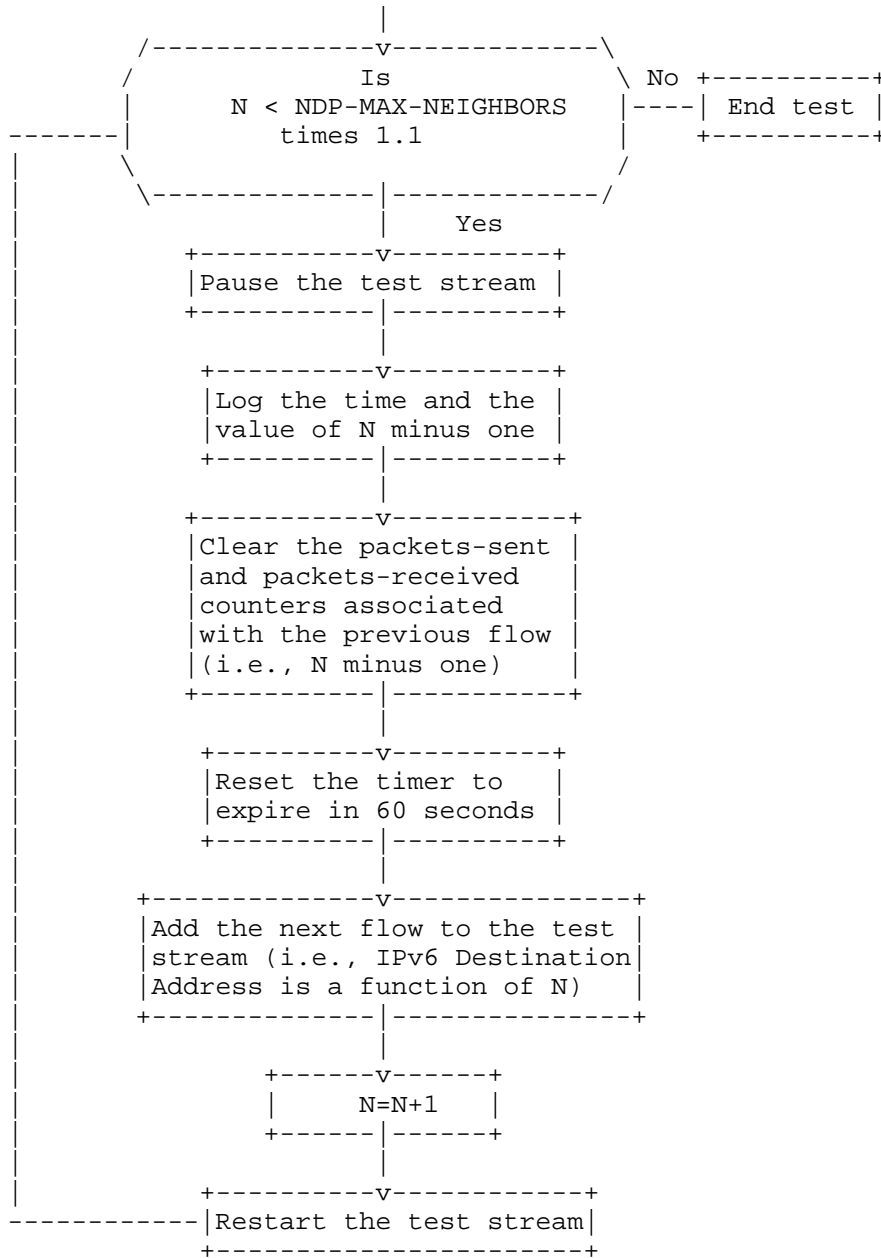 Is
No
N < NDP-MAX-NEIGHBORS
End test
times 1.1
Yes
Pause the test stream
Log the time and the
value of N minus one
Clear the packets-sent
and packets-received
counters associated
with the previous flow
(i.e., N minus one)
Reset the timer to
expire in 60 seconds
Add the next flow to the test
stream (i.e., IPv6 Destination
Address is a function of N)
N=N+1
Restart the test stream